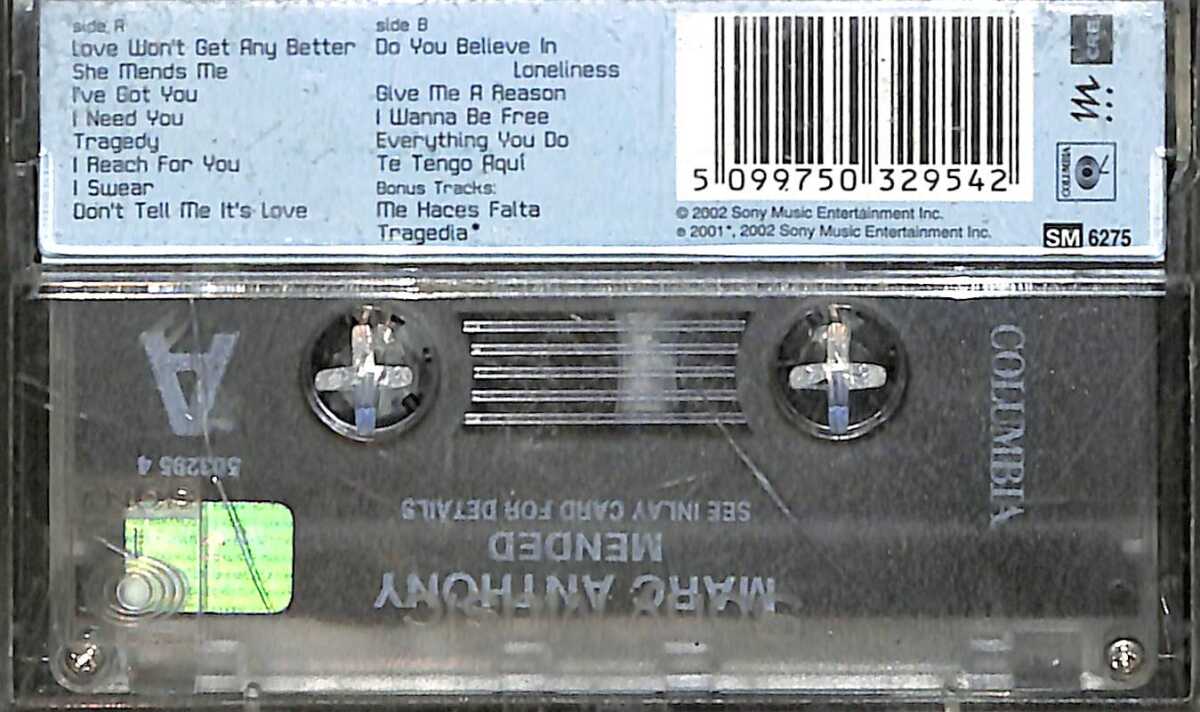 side A
Love Won't Get Any Better
She Mends Me
I've Got You
I Need You
Tragedy
I Reach For You
I Swear
Don't Tell Me It's Love
side B
Do You Believe In
Loneliness
Give Me A Reason
I Wanna Be Free
Everything You Do
Te Tengo Aquí
Bonus Tracks:
Me Haces Falta
Tragedia*
5 099750 329542
© 2002 Sony Music Entertainment Inc.
℗ 2001*, 2002 Sony Music Entertainment Inc.
COLUMBIA
SM 6275
A
503295 4
COLUMBIA
SEE INLAY CARD FOR DETAILS
MENDED
MARC ANTHONY